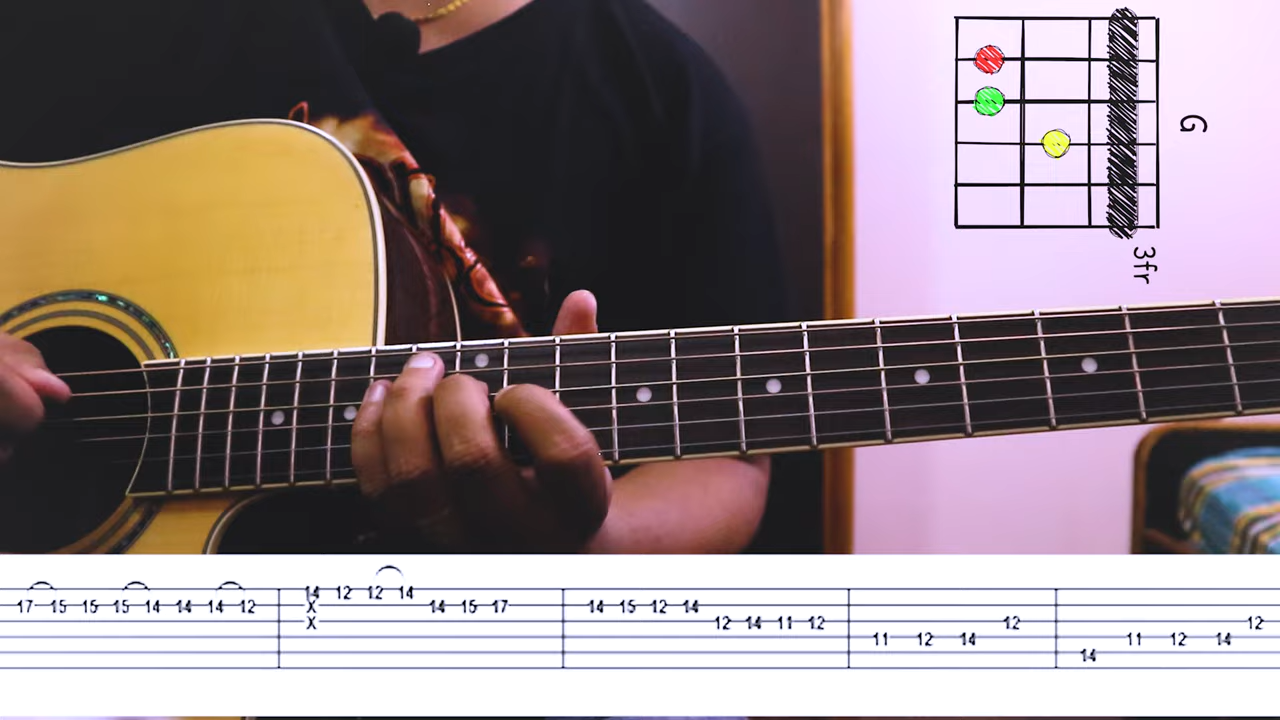 G
3fr
14 12 12 14
17 15 15 15 14 14 14 12 X 14 15 17 14 15 12 14
X 12 14 11 12 12 12
11 12 14 11 12 14
14